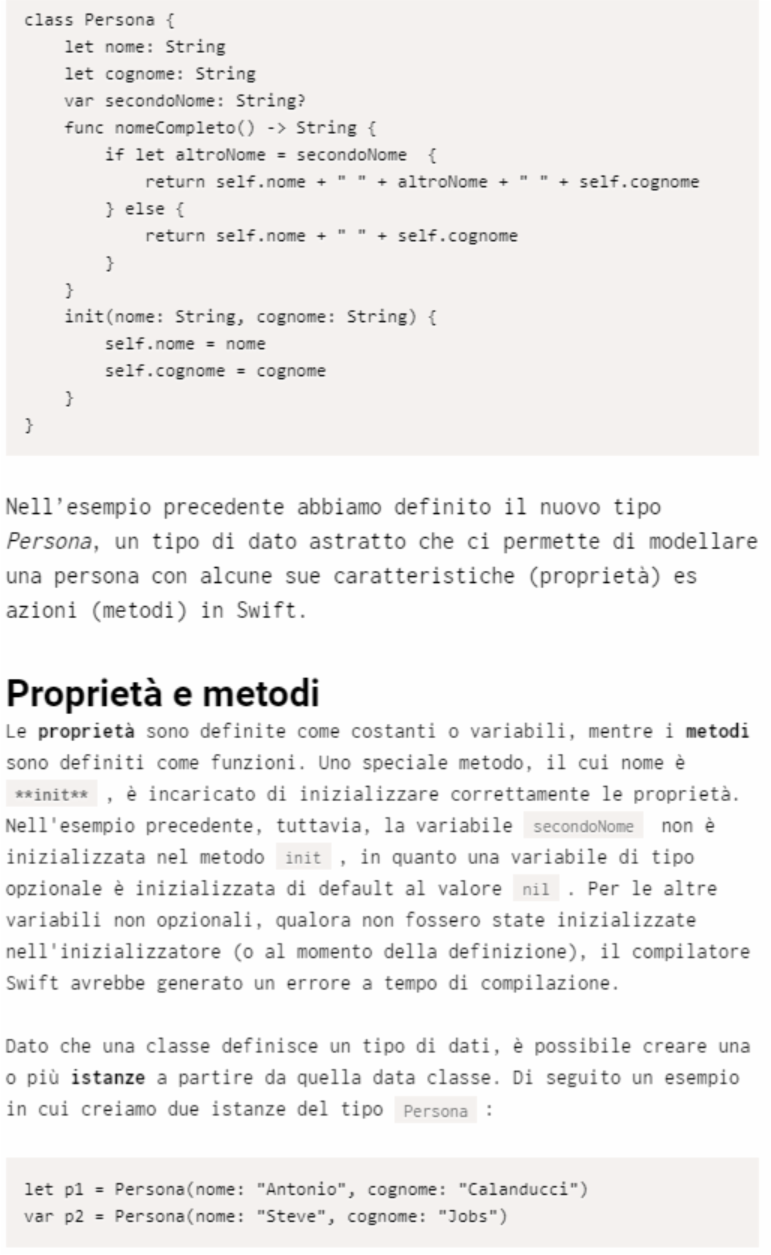 class Persona {
    let nome: String
    let cognome: String
    var secondoNome: String?
    func nomeCompleto() -> String {
        if let altroNome = secondoNome  {
            return self.nome + " " + altroNome + " " + self.cognome
        } else {
            return self.nome + " " + self.cognome
        }
    }
    init(nome: String, cognome: String) {
        self.nome = nome
        self.cognome = cognome
    }
}
Nell'esempio precedente abbiamo definito il nuovo tipo
Persona, un tipo di dato astratto che ci permette di modellare
una persona con alcune sue caratteristiche (proprietà) es
azioni (metodi) in Swift.
Proprietà e metodi
Le proprietà sono definite come costanti o variabili, mentre i metodi
sono definiti come funzioni. Uno speciale metodo, il cui nome è
**init** , è incaricato di inizializzare correttamente le proprietà.
Nell'esempio precedente, tuttavia, la variabile secondoNome non è
inizializzata nel metodo init , in quanto una variabile di tipo
opzionale è inizializzata di default al valore nil . Per le altre
variabili non opzionali, qualora non fossero state inizializzate
nell'inizializzatore (o al momento della definizione), il compilatore
Swift avrebbe generato un errore a tempo di compilazione.
Dato che una classe definisce un tipo di dati, è possibile creare una
o più istanze a partire da quella data classe. Di seguito un esempio
in cui creiamo due istanze del tipo Persona :
let p1 = Persona(nome: "Antonio", cognome: "Calanducci")
var p2 = Persona(nome: "Steve", cognome: "Jobs")